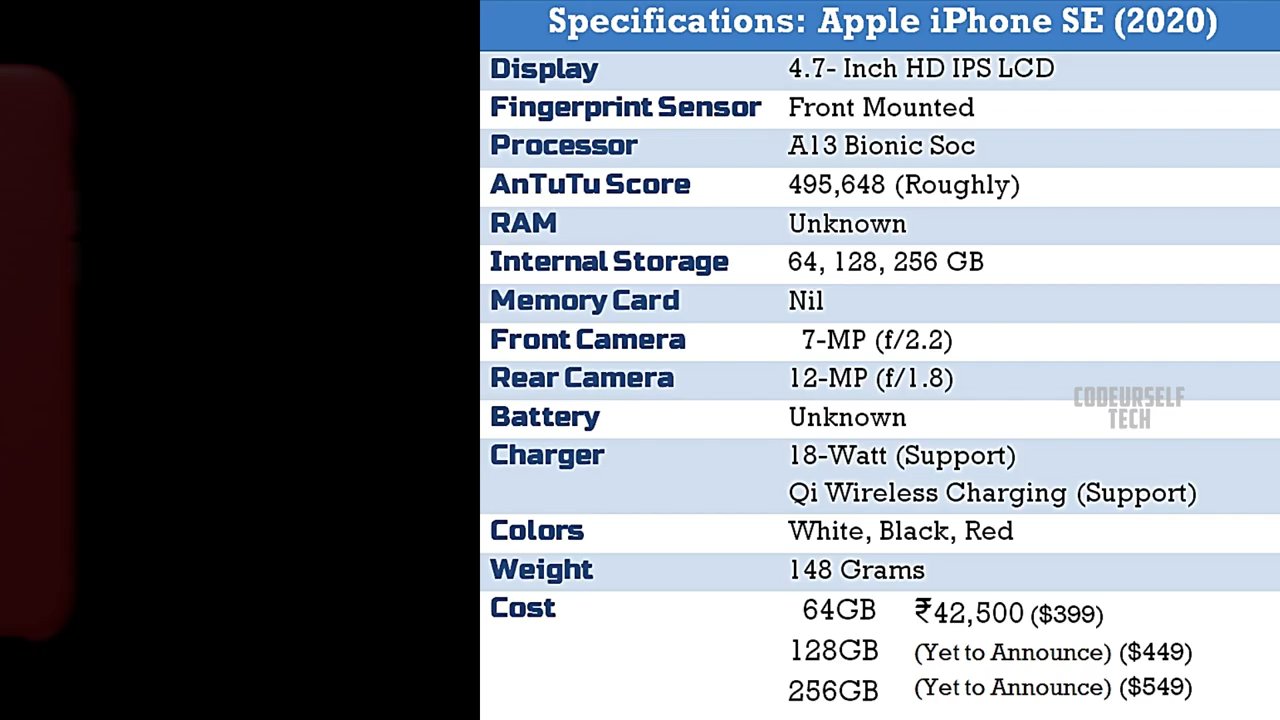 Specifications: Apple iPhone SE (2020)
Display 4.7- Inch HD IPS LCD
Fingerprint Sensor Front Mounted
Processor A13 Bionic Soc
AnTuTu Score 495,648 (Roughly)
RAM Unknown
Internal Storage 64, 128, 256 GB
Memory Card Nil
Front Camera 7-MP (f/2.2)
Rear Camera 12-MP (f/1.8)
CODEURSELF
TECH
Battery Unknown
Charger 18-Watt (Support)
Qi Wireless Charging (Support)
Colors White, Black, Red
Weight 148 Grams
Cost 64GB ₹42,500 ($399)
128GB (Yet to Announce) ($449)
256GB (Yet to Announce) ($549)